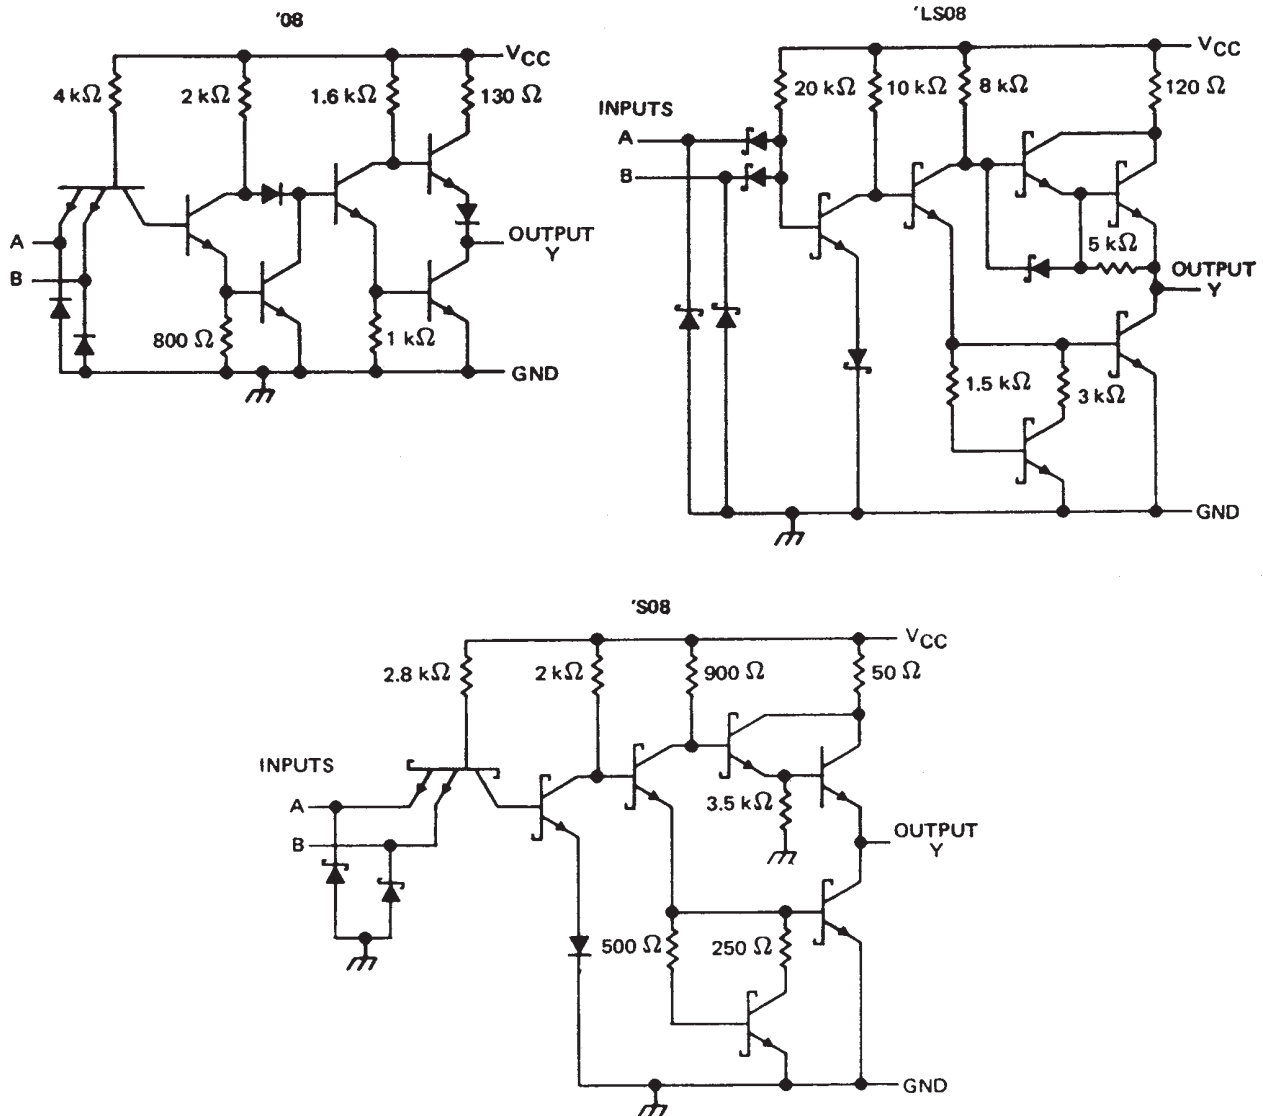 '08
VCC
4 kΩ
2 kΩ
1.6 kΩ
130 Ω
A
B
OUTPUT
Y
800 Ω
1 kΩ
GND
'LS08
VCC
20 kΩ
10 kΩ
8 kΩ
120 Ω
INPUTS
A
B
5 kΩ
OUTPUT
Y
1.5 kΩ
3 kΩ
GND
'S08
VCC
2.8 kΩ
2 kΩ
900 Ω
50 Ω
INPUTS
A
B
3.5 kΩ
OUTPUT
Y
500 Ω
250 Ω
GND